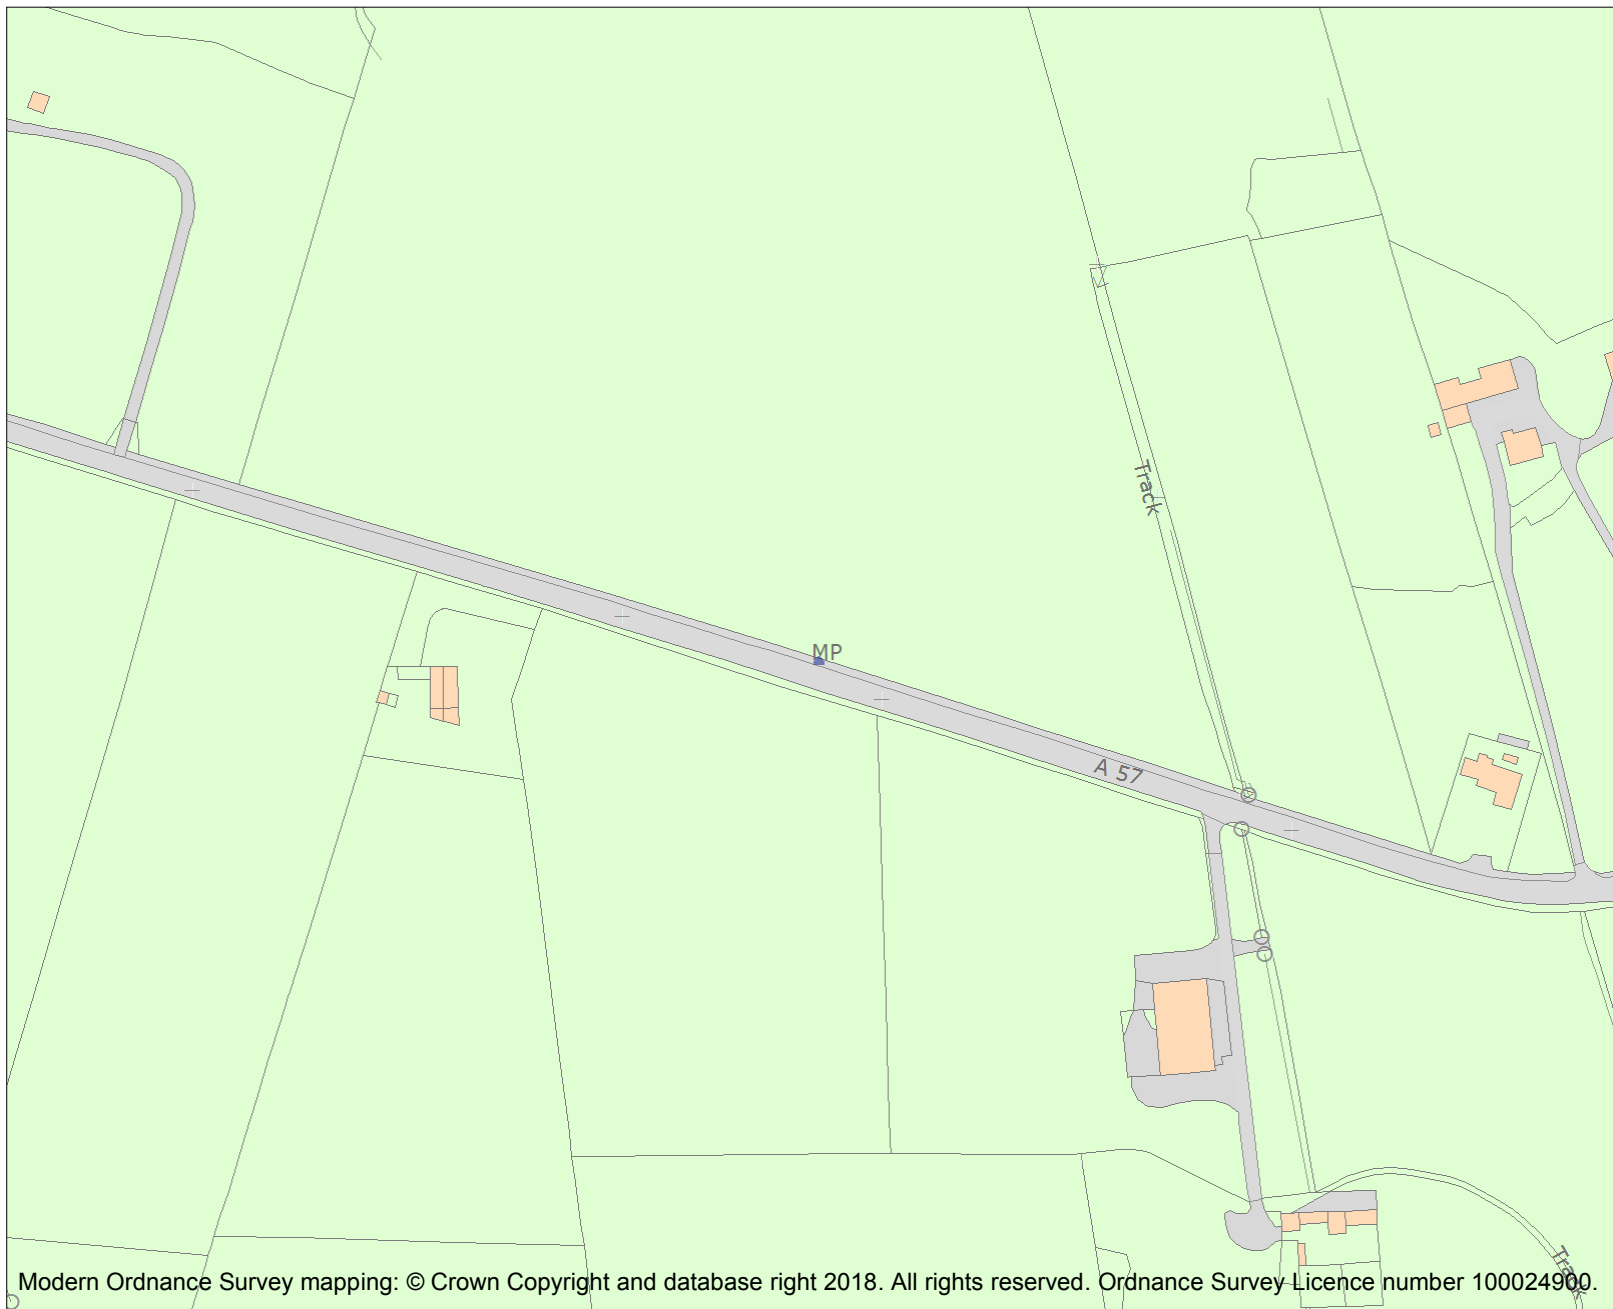 Track
MP
A 57
Track
Modern Ordnance Survey mapping: © Crown Copyright and database right 2018. All rights reserved. Ordnance Survey Licence number 100024900.